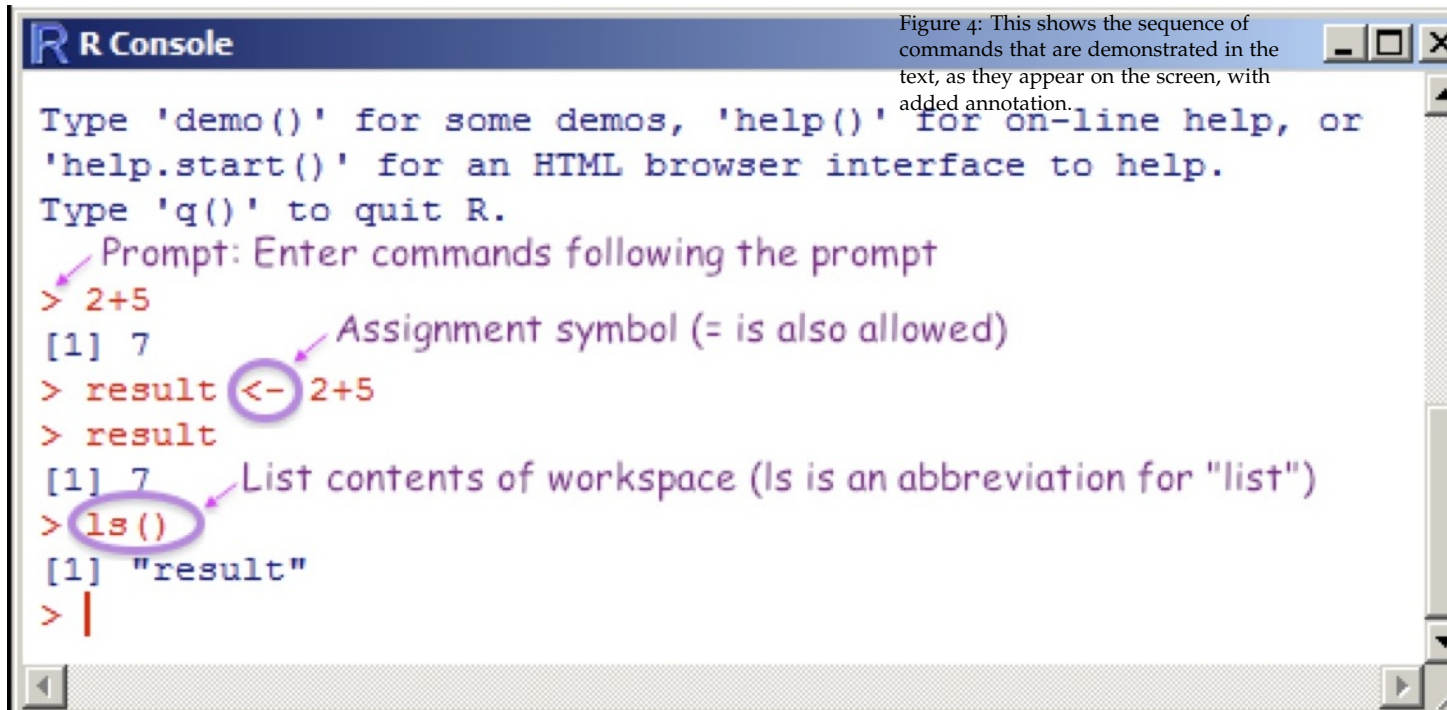 R R Console
Figure 4: This shows the sequence of
commands that are demonstrated in the
text, as they appear on the screen, with
added annotation.
Type 'demo()' for some demos, 'help()' for on-line help, or
'help.start()' for an HTML browser interface to help.
Type 'q()' to quit R.
Prompt: Enter commands following the prompt
> 2+5
Assignment symbol (= is also allowed)
[1] 7
> result <- 2+5
> result
[1] 7
List contents of workspace (ls is an abbreviation for "list")
> ls()
[1] "result"
>